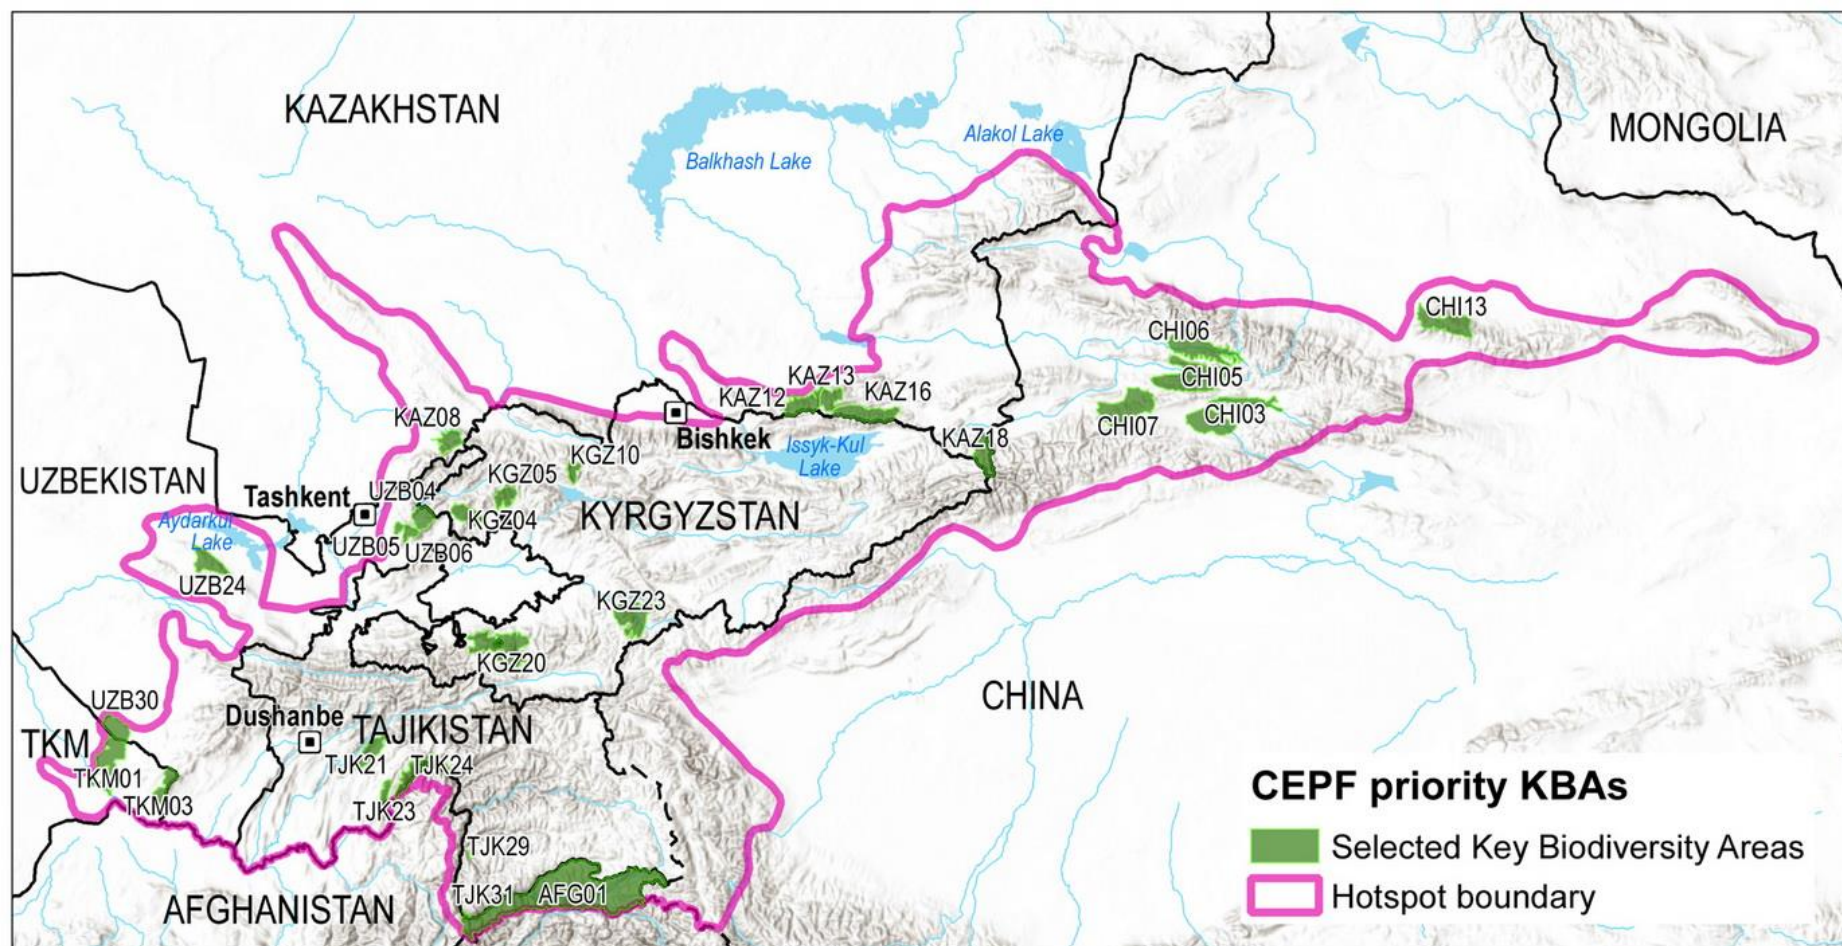 KAZAKHSTAN
MONGOLIA
Alakol Lake
Balkhash Lake
CHI13
CHI06
KAZ13
CHI05
KAZ12
KAZ16
KAZ08
CHI03
CHI07
Bishkek
KAZ18
Issyk-Kul
Lake
KGZ10
KGZ05
UZBEKISTAN
Tashkent
UZB04
KGZ04
KYRGYZSTAN
Aydarkul
Lake
UZB05
UZB06
UZB24
KGZ23
KGZ20
CHINA
UZB30
Dushanbe
TAJIKISTAN
TKM
TJK21
TJK24
TKM01
TKM03
TJK23
TJK29
TJK31
AFG01
AFGHANISTAN
CEPF priority KBAs
Selected Key Biodiversity Areas
Hotspot boundary